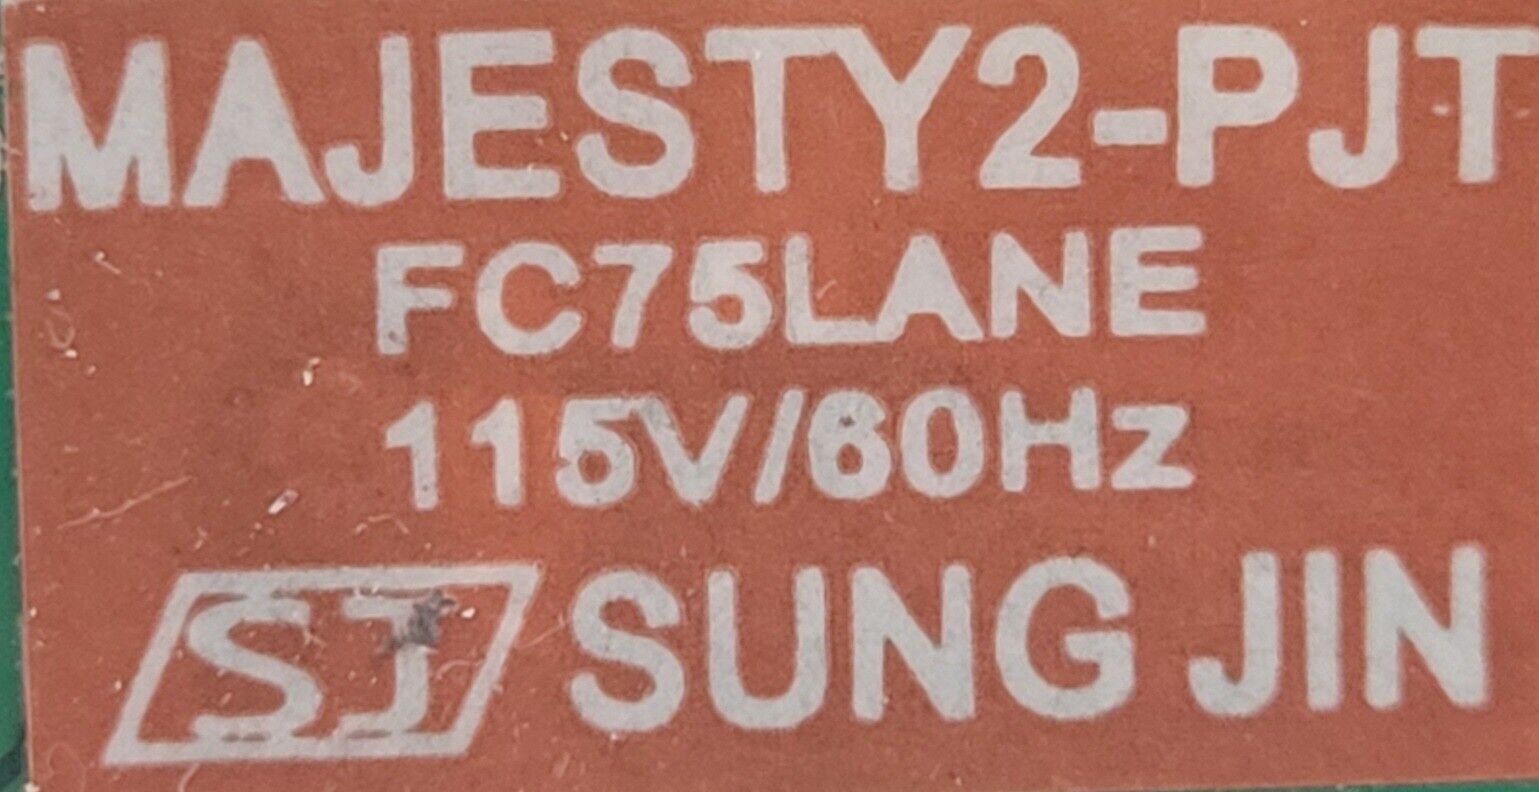 MAJESTY2-PJT
FC75LANE
115V/60Hz
SJ SUNG JIN